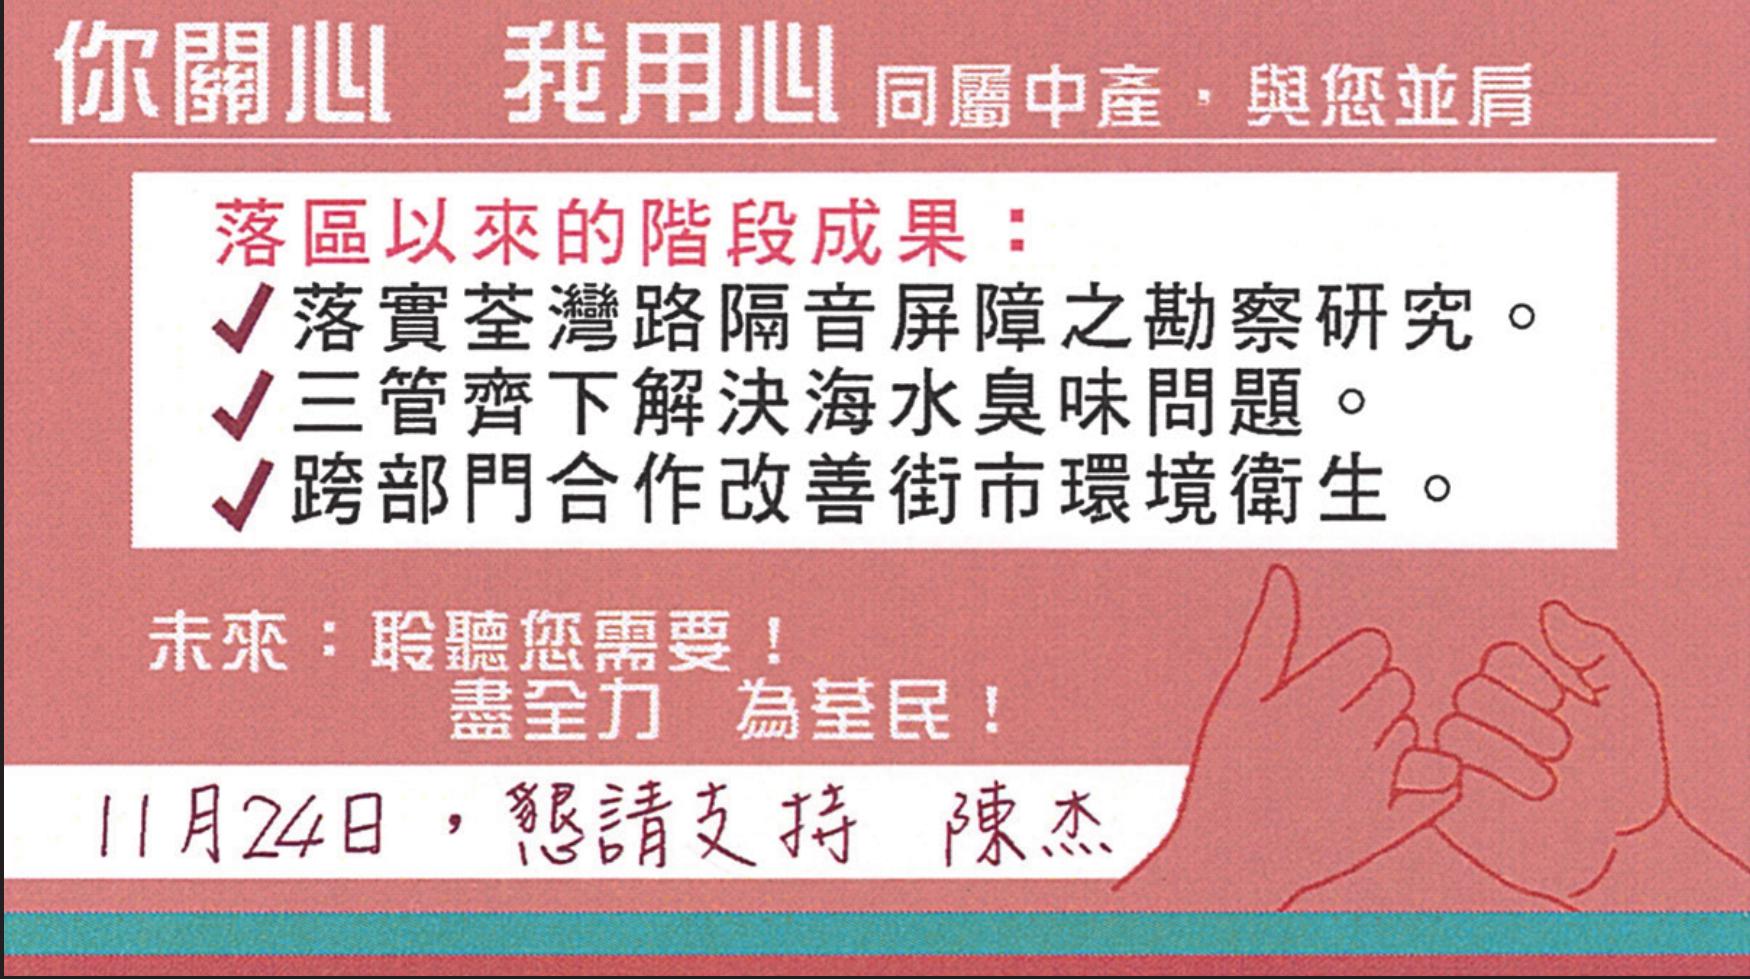 你關心 我用心 同屬中產，與您並肩
落區以來的階段成果：
✓落實荃灣路隔音屏障之勘察研究。
✓三管齊下解決海水臭味問題。
✓跨部門合作改善街市環境衛生。
未來：聆聽您需要！
盡全力 為荃民！
11月24日，懇請支持 陳杰